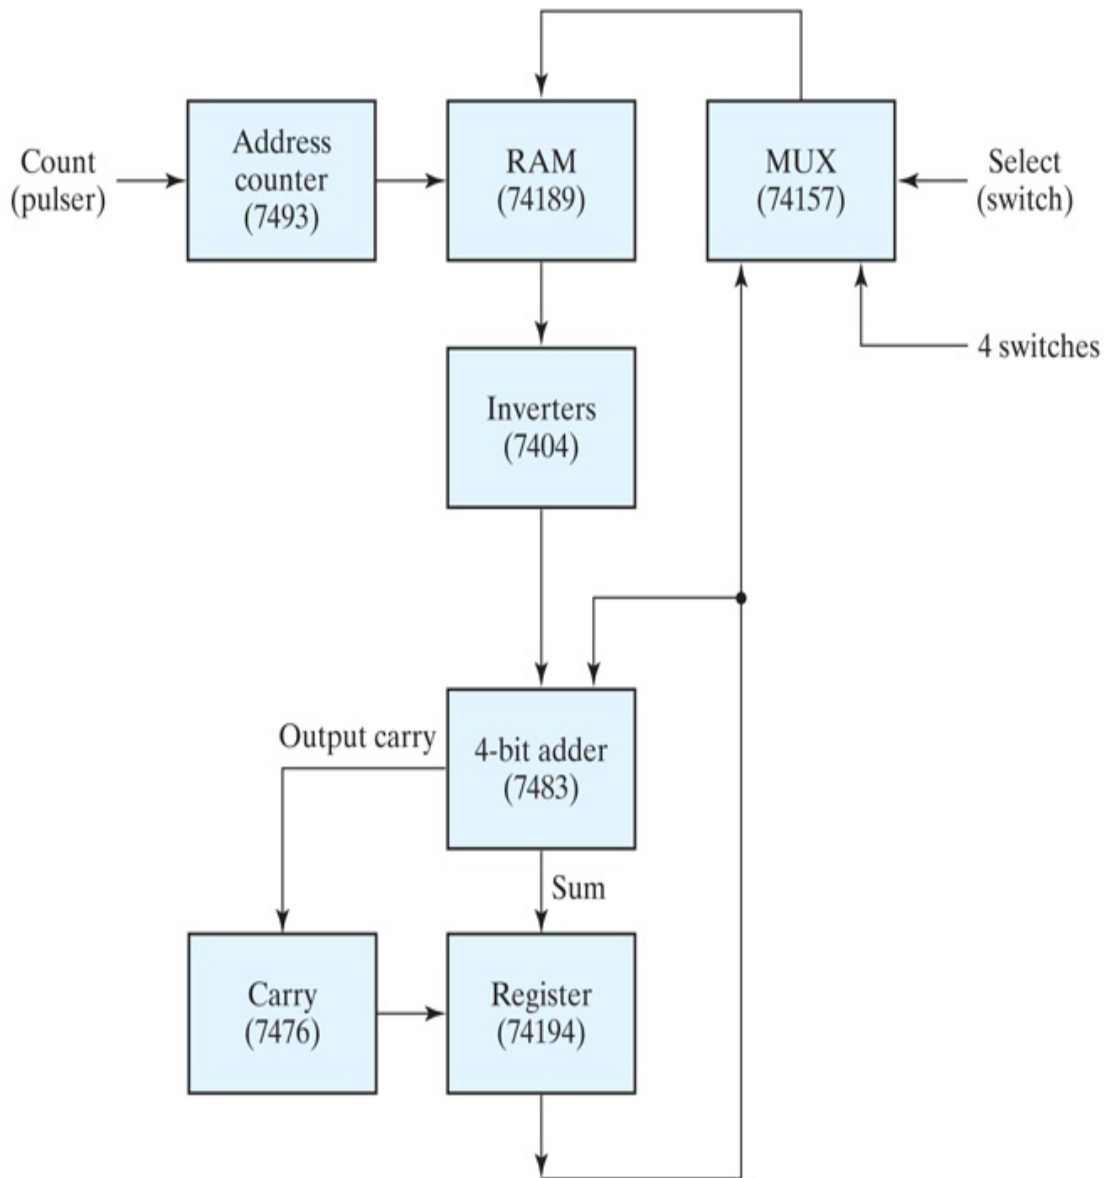 Address
counter
(7493)
RAM
(74189)
MUX
(74157)
Count
(pulser)
Select
(switch)
4 switches
Inverters
(7404)
Output carry
4-bit adder
(7483)
Sum
Carry
(7476)
Register
(74194)